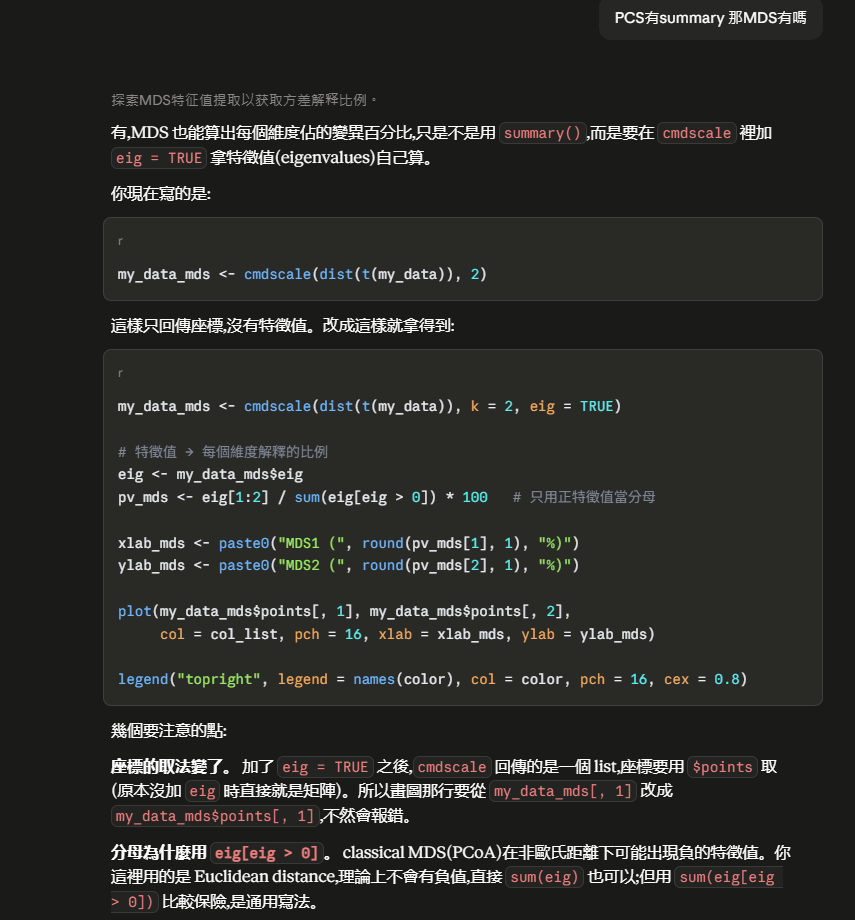 PCS有summary 那MDS有嗎
探索MDS特征值提取以获取方差解释比例。
有,MDS 也能算出每個維度佔的變異百分比,只是不是用 summary(),而是要在 cmdscale 裡加
eig = TRUE 拿特徵值(eigenvalues)自己算。
你現在寫的是:
r
my_data_mds <- cmdscale(dist(t(my_data)), 2)
這樣只回傳座標,沒有特徵值。改成這樣就拿得到:
r
my_data_mds <- cmdscale(dist(t(my_data)), k = 2, eig = TRUE)
# 特徵值 → 每個維度解釋的比例
eig <- my_data_mds$eig
pv_mds <- eig[1:2] / sum(eig[eig > 0]) * 100   # 只用正特徵值當分母
xlab_mds <- paste0("MDS1 (", round(pv_mds[1], 1), "%)")
ylab_mds <- paste0("MDS2 (", round(pv_mds[2], 1), "%)")
plot(my_data_mds$points[, 1], my_data_mds$points[, 2],
     col = col_list, pch = 16, xlab = xlab_mds, ylab = ylab_mds)
legend("topright", legend = names(color), col = color, pch = 16, cex = 0.8)
幾個要注意的點:
座標的取法變了。 加了 eig = TRUE 之後,cmdscale 回傳的是一個 list,座標要用 $points 取
(原本沒加 eig 時直接就是矩陣)。所以畫圖那行要從 my_data_mds[, 1] 改成
my_data_mds$points[, 1],不然會報錯。
分母為什麼用 eig[eig > 0]。 classical MDS(PCoA)在非歐氏距離下可能出現負的特徵值。你
這裡用的是 Euclidean distance,理論上不會有負值,直接 sum(eig) 也可以;但用 sum(eig[eig
> 0]) 比較保險,是通用寫法。